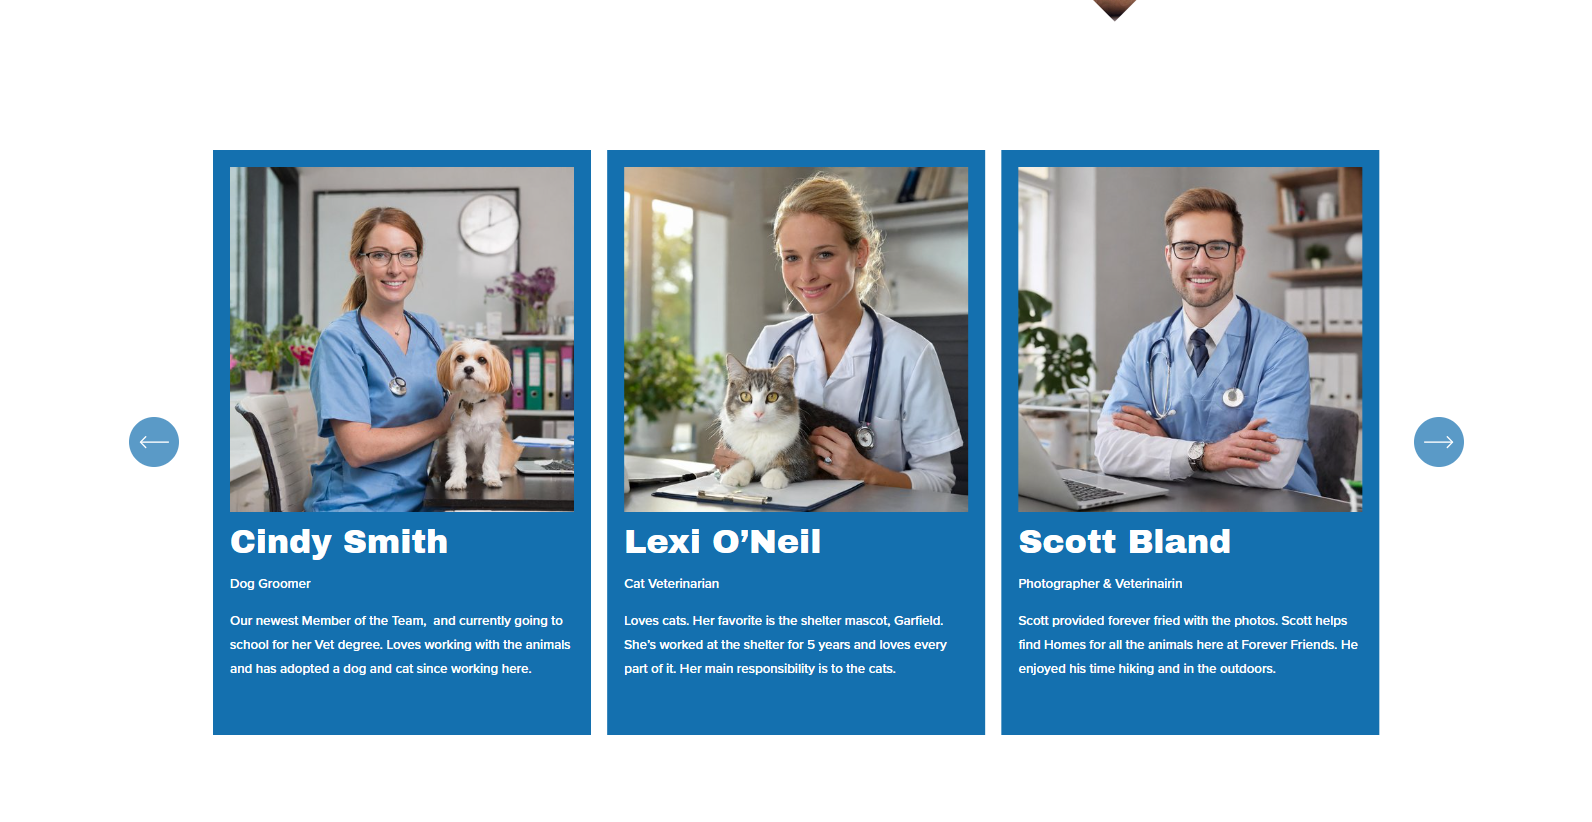 Cindy Smith
Dog Groomer
Our newest Member of the Team,  and currently going to
school for her Vet degree. Loves working with the animals
and has adopted a dog and cat since working here.
Lexi O’Neil
Cat Veterinarian
Loves cats. Her favorite is the shelter mascot, Garfield.
She’s worked at the shelter for 5 years and loves every
part of it. Her main responsibility is to the cats.
Scott Bland
Photographer & Veterinairin
Scott provided forever fried with the photos. Scott helps
find Homes for all the animals here at Forever Friends. He
enjoyed his time hiking and in the outdoors.